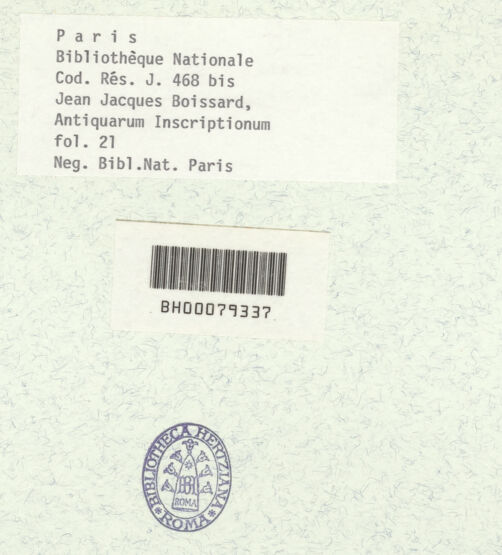 P a r i s
Bibliothèque Nationale
Cod. Rés. J. 468 bis
Jean Jacques Boissard,
Antiquarum Inscriptionum
fol. 21
Neg. Bibl.Nat. Paris
BH00079337
*BIBLIOTHECA HERTZIANA*
ROMA
ROMA